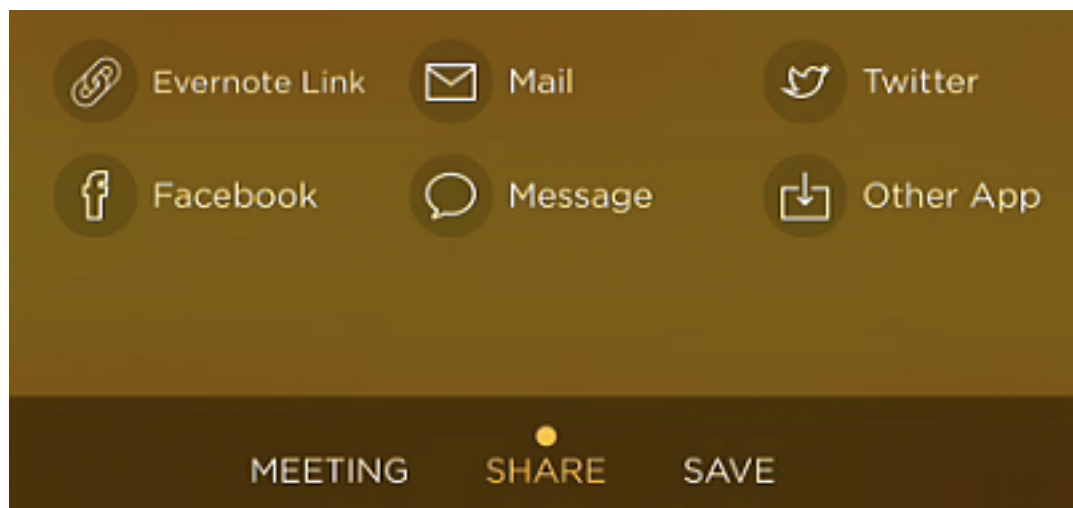 Evernote Link Mail Twitter
Facebook Message Other App
MEETING SHARE SAVE